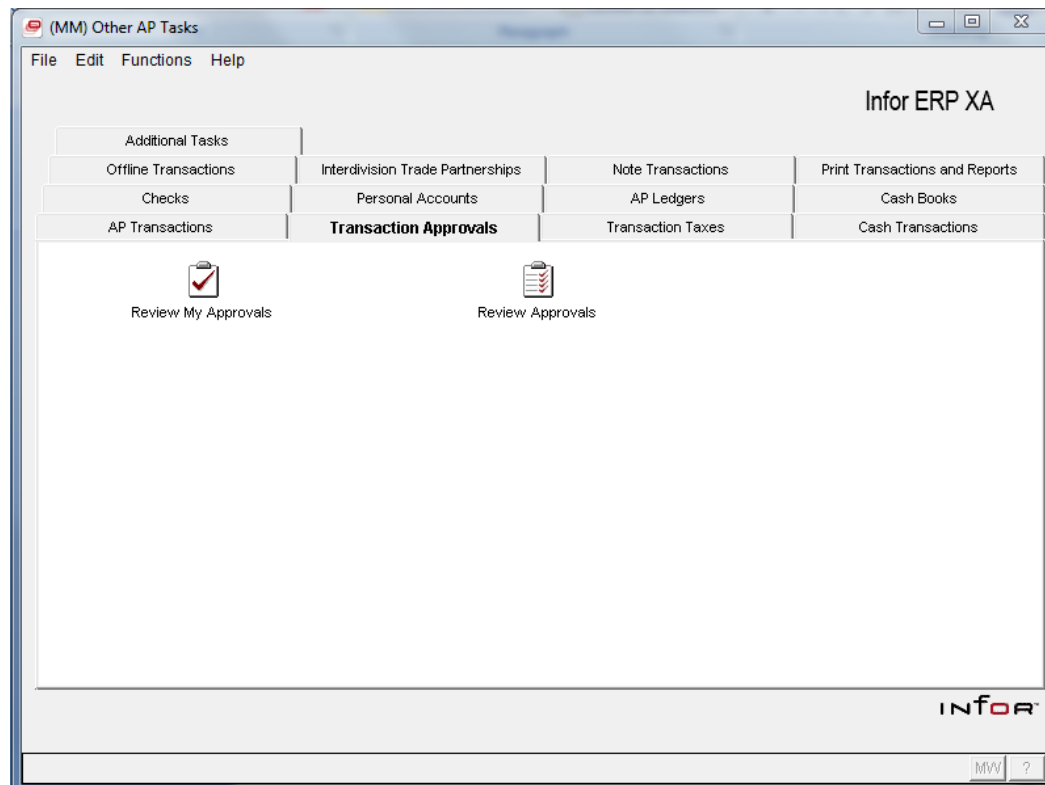 (MM) Other AP Tasks
File Edit Functions Help
Infor ERP XA
Additional Tasks
Offline Transactions Interdivision Trade Partnerships Note Transactions Print Transactions and Reports
Checks Personal Accounts AP Ledgers Cash Books
AP Transactions Transaction Approvals Transaction Taxes Cash Transactions
Review My Approvals Review Approvals
infor
MW ?